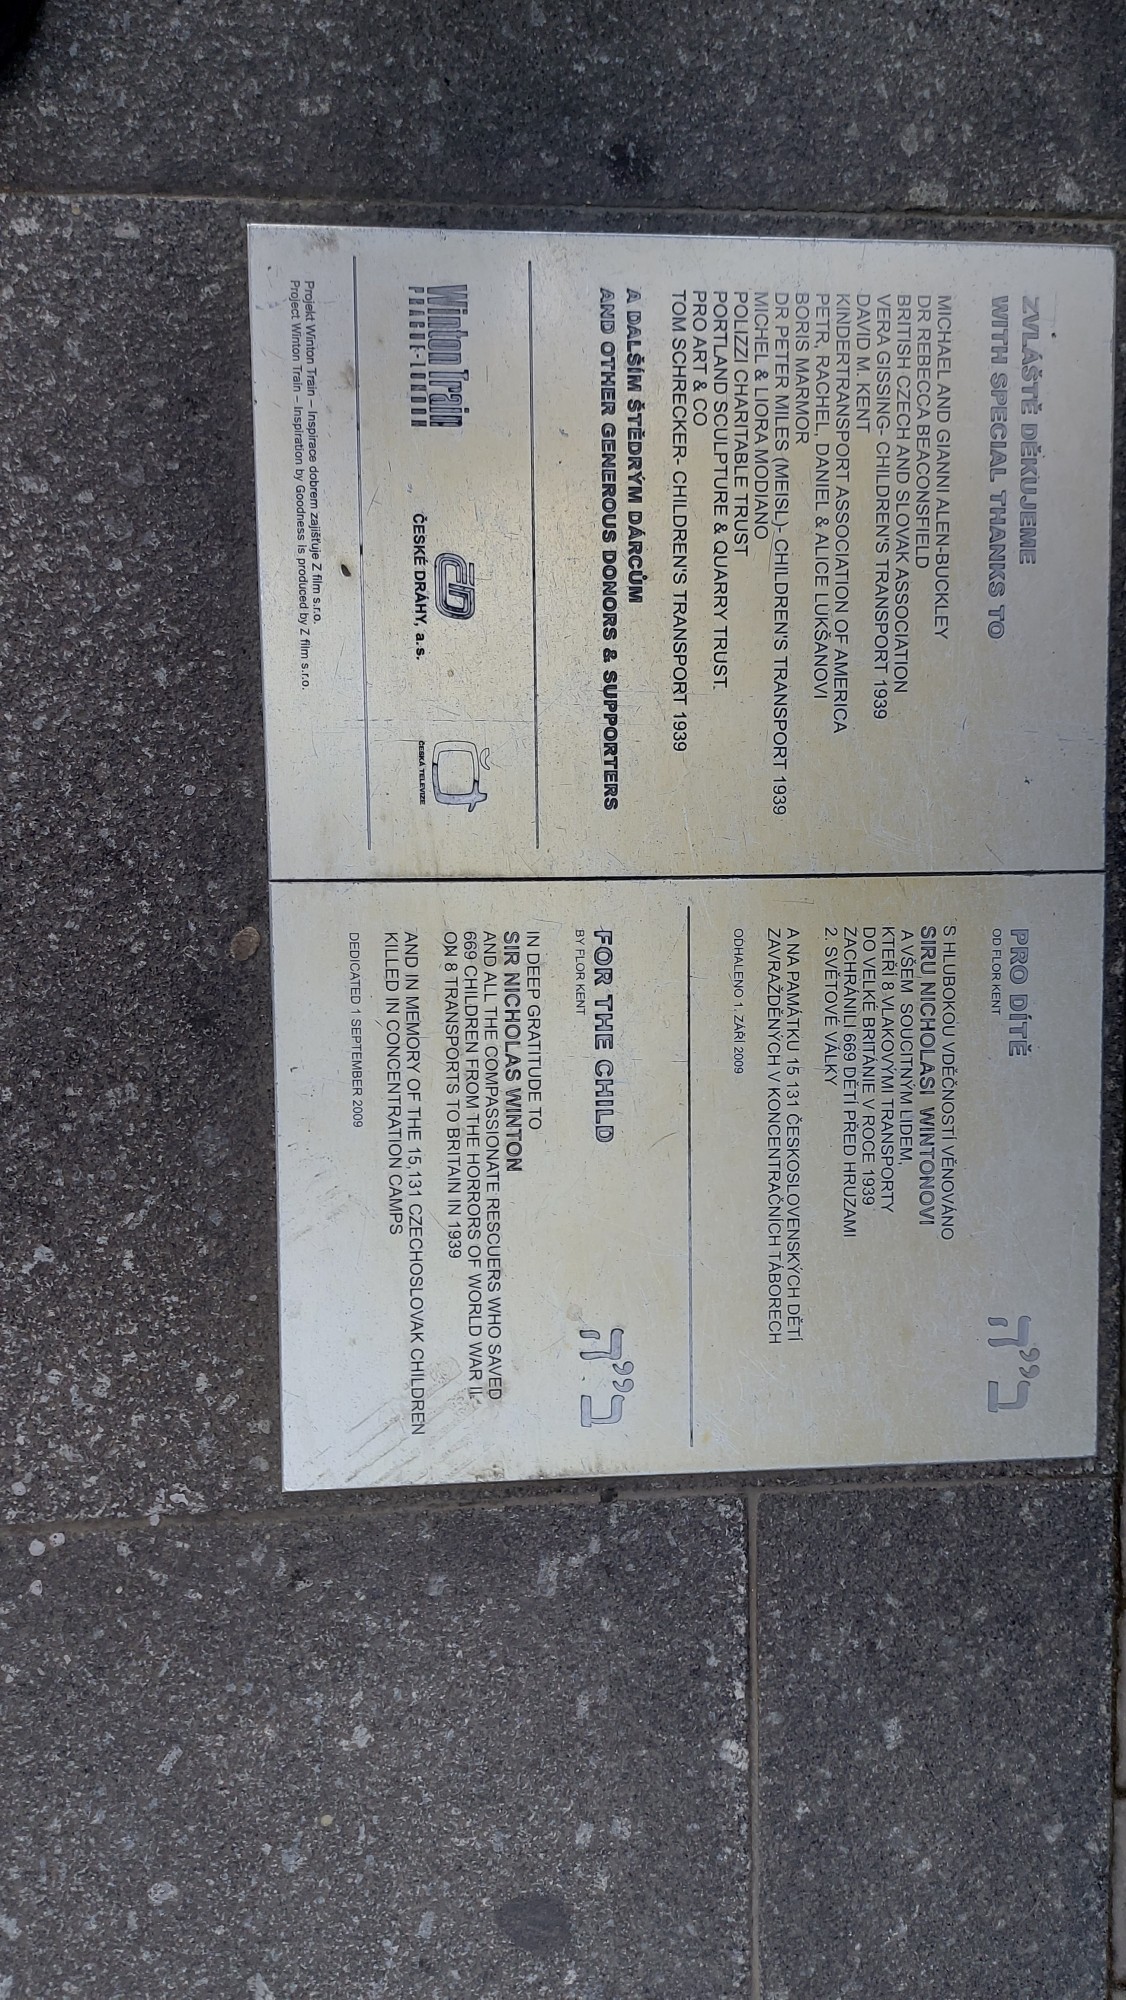 ZVLÁŠTĚ DĚKUJEME
WITH SPECIAL THANKS TO
MICHAEL AND GIANNI ALEN-BUCKLEY
DR REBECCA BEACONSFIELD
BRITISH CZECH AND SLOVAK ASSOCIATION
VERA GISSING- CHILDREN'S TRANSPORT 1939
DAVID M. KENT
KINDERTRANSPORT ASSOCIATION OF AMERICA
PETR, RACHEL, DANIEL & ALICE LUKŠANOVI
BORIS MARMOR
DR PETER MILES (MEISL)- CHILDREN'S TRANSPORT 1939
MICHEL & LIORA MODIANO
POLIZZI CHARITABLE TRUST
PORTLAND SCULPTURE & QUARRY TRUST.
PRO ART & CO
TOM SCHRECKER- CHILDREN'S TRANSPORT 1939
A DALŠÍM ŠTĚDRÝM DÁRCŮM
AND OTHER GENEROUS DONORS & SUPPORTERS
Winton Train
PRAGUE-LONDON
ČD
ČESKÉ DRÁHY, a.s.
ČT
ČESKÁ TELEVIZE
Projekt Winton Train – Inspirace dobrem zajišťuje Z film s.r.o.
Project Winton Train – Inspiration by Goodness is produced by Z film s.r.o.
PRO DÍTĚ
OD FLOR KENT
ב״ה
S HLUBOKOU VDĚČNOSTÍ VĚNOVÁNO
SIRU NICHOLASI WINTONOVI
A VŠEM SOUCITNÝM LIDEM,
KTEŘÍ 8 VLAKOVÝMI TRANSPORTY
DO VELKÉ BRITÁNIE V ROCE 1939
ZACHRÁNILI 669 DĚTÍ PŘED HRUZAMI
2. SVĚTOVÉ VÁLKY
A NA PAMÁTKU 15 131 ČESKOSLOVENSKÝCH DĚTÍ
ZAVRAŽDĚNÝCH V KONCENTRAČNÍCH TÁBORECH
ODHALENO 1. ZÁŘÍ 2009
FOR THE CHILD
BY FLOR KENT
ב״ה
IN DEEP GRATITUDE TO
SIR NICHOLAS WINTON
AND ALL THE COMPASSIONATE RESCUERS WHO SAVED
669 CHILDREN FROM THE HORRORS OF WORLD WAR II
ON 8 TRANSPORTS TO BRITAIN IN 1939
AND IN MEMORY OF THE 15,131 CZECHOSLOVAK CHILDREN
KILLED IN CONCENTRATION CAMPS
DEDICATED 1 SEPTEMBER 2009